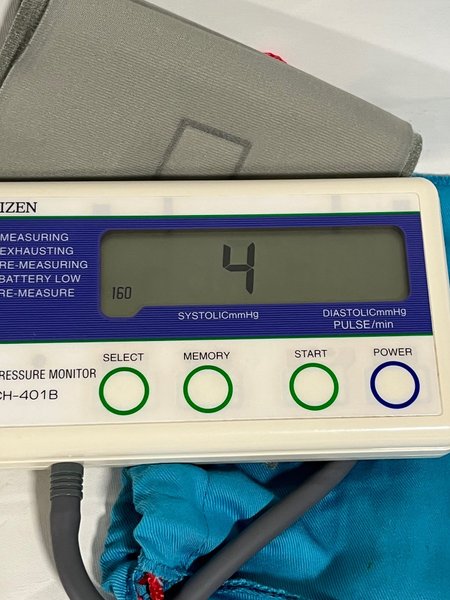 IZEN
MEASURING
EXHAUSTING
RE-MEASURING
BATTERY LOW
RE-MEASURE
4
160
SYSTOLICmmHg
DIASTOLICmmHg
PULSE/min
RESSURE MONITOR
CH-401B
SELECT
MEMORY
START
POWER